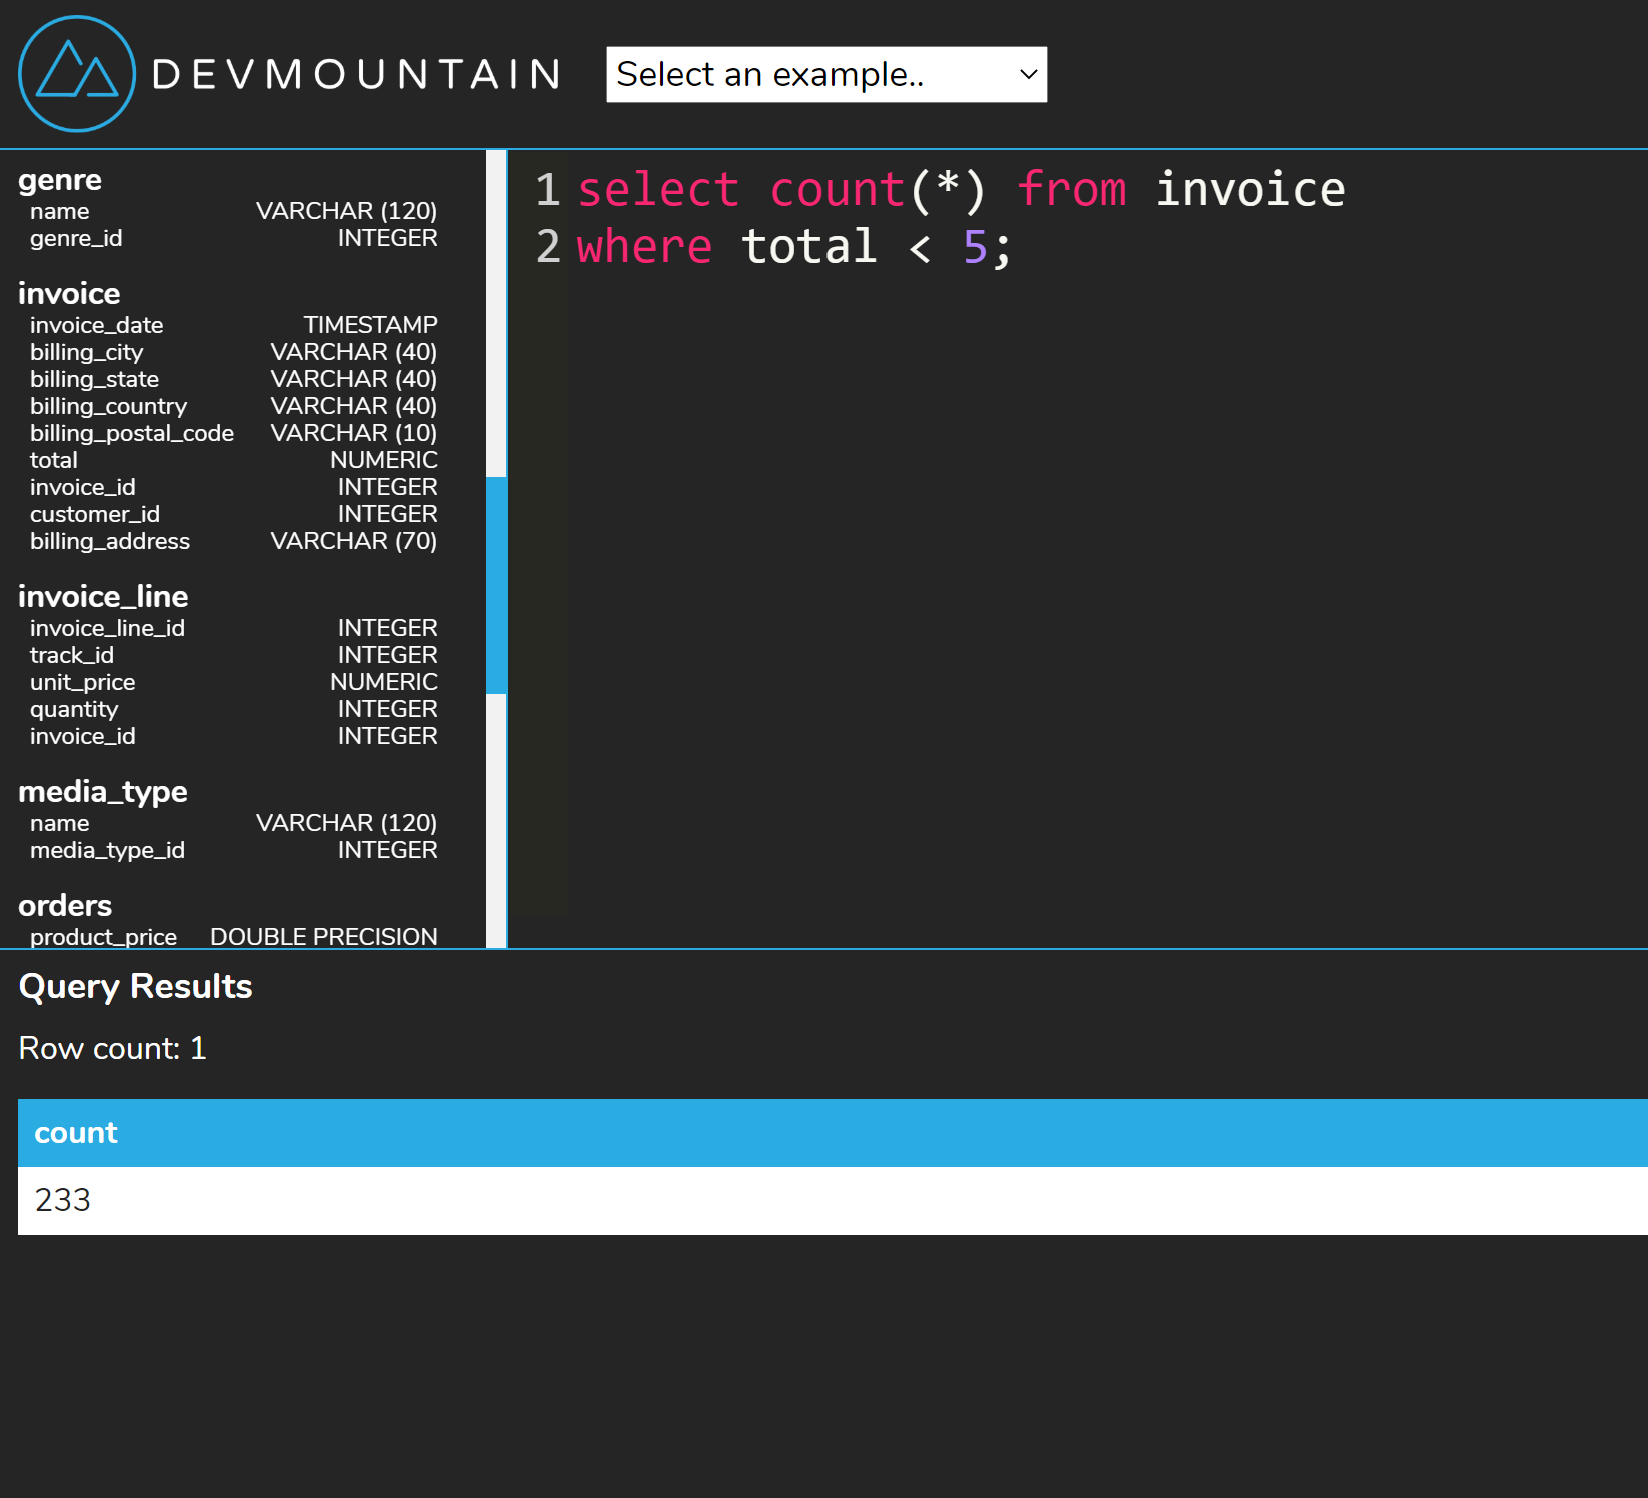 DEVMOUNTAIN
Select an example..
genre
name VARCHAR (120)
genre_id INTEGER
invoice
invoice_date TIMESTAMP
billing_city VARCHAR (40)
billing_state VARCHAR (40)
billing_country VARCHAR (40)
billing_postal_code VARCHAR (10)
total NUMERIC
invoice_id INTEGER
customer_id INTEGER
billing_address VARCHAR (70)
invoice_line
invoice_line_id INTEGER
track_id INTEGER
unit_price NUMERIC
quantity INTEGER
invoice_id INTEGER
media_type
name VARCHAR (120)
media_type_id INTEGER
orders
product_price DOUBLE PRECISION
1 select count(*) from invoice
2 where total < 5;
Query Results
Row count: 1
count
233